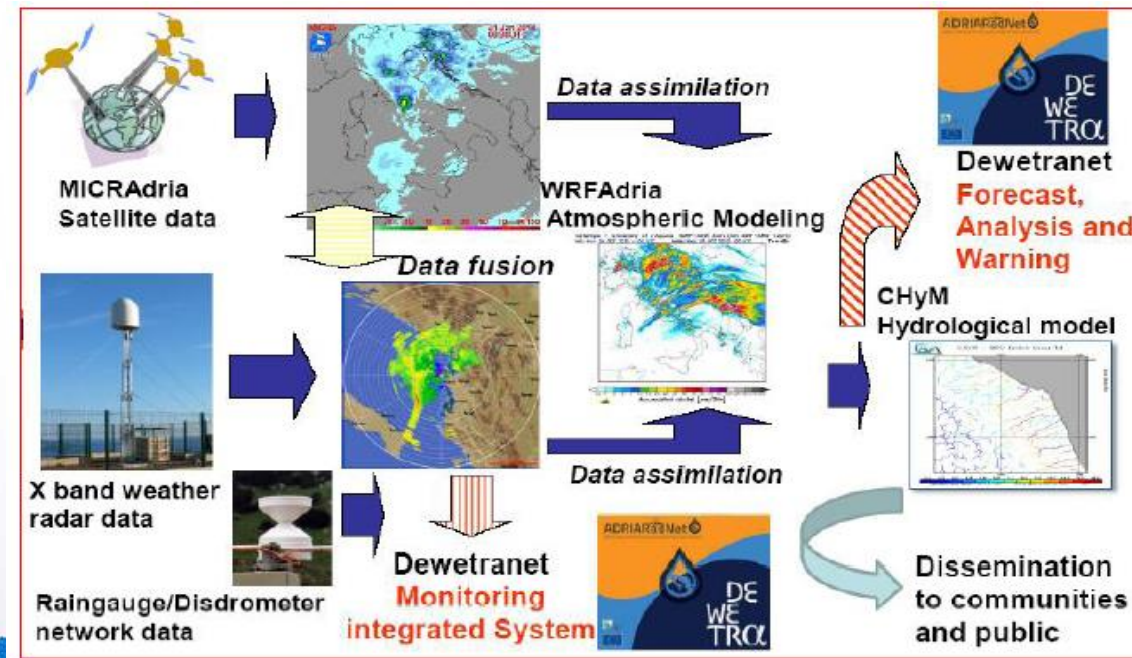 MICRAdria
Satellite data
Data assimilation
WRFAdria
Atmospheric Modeling
Data fusion
ADRIARadNet
DE
WE
TRα
Dewetranet
Forecast,
Analysis and
Warning
CHyM
Hydrological model
X band weather
radar data
Data assimilation
Raingauge/Disdrometer
network data
Dewetranet
Monitoring
integrated System
ADRIARadNet
DE
WE
TRα
Dissemination
to communities
and public